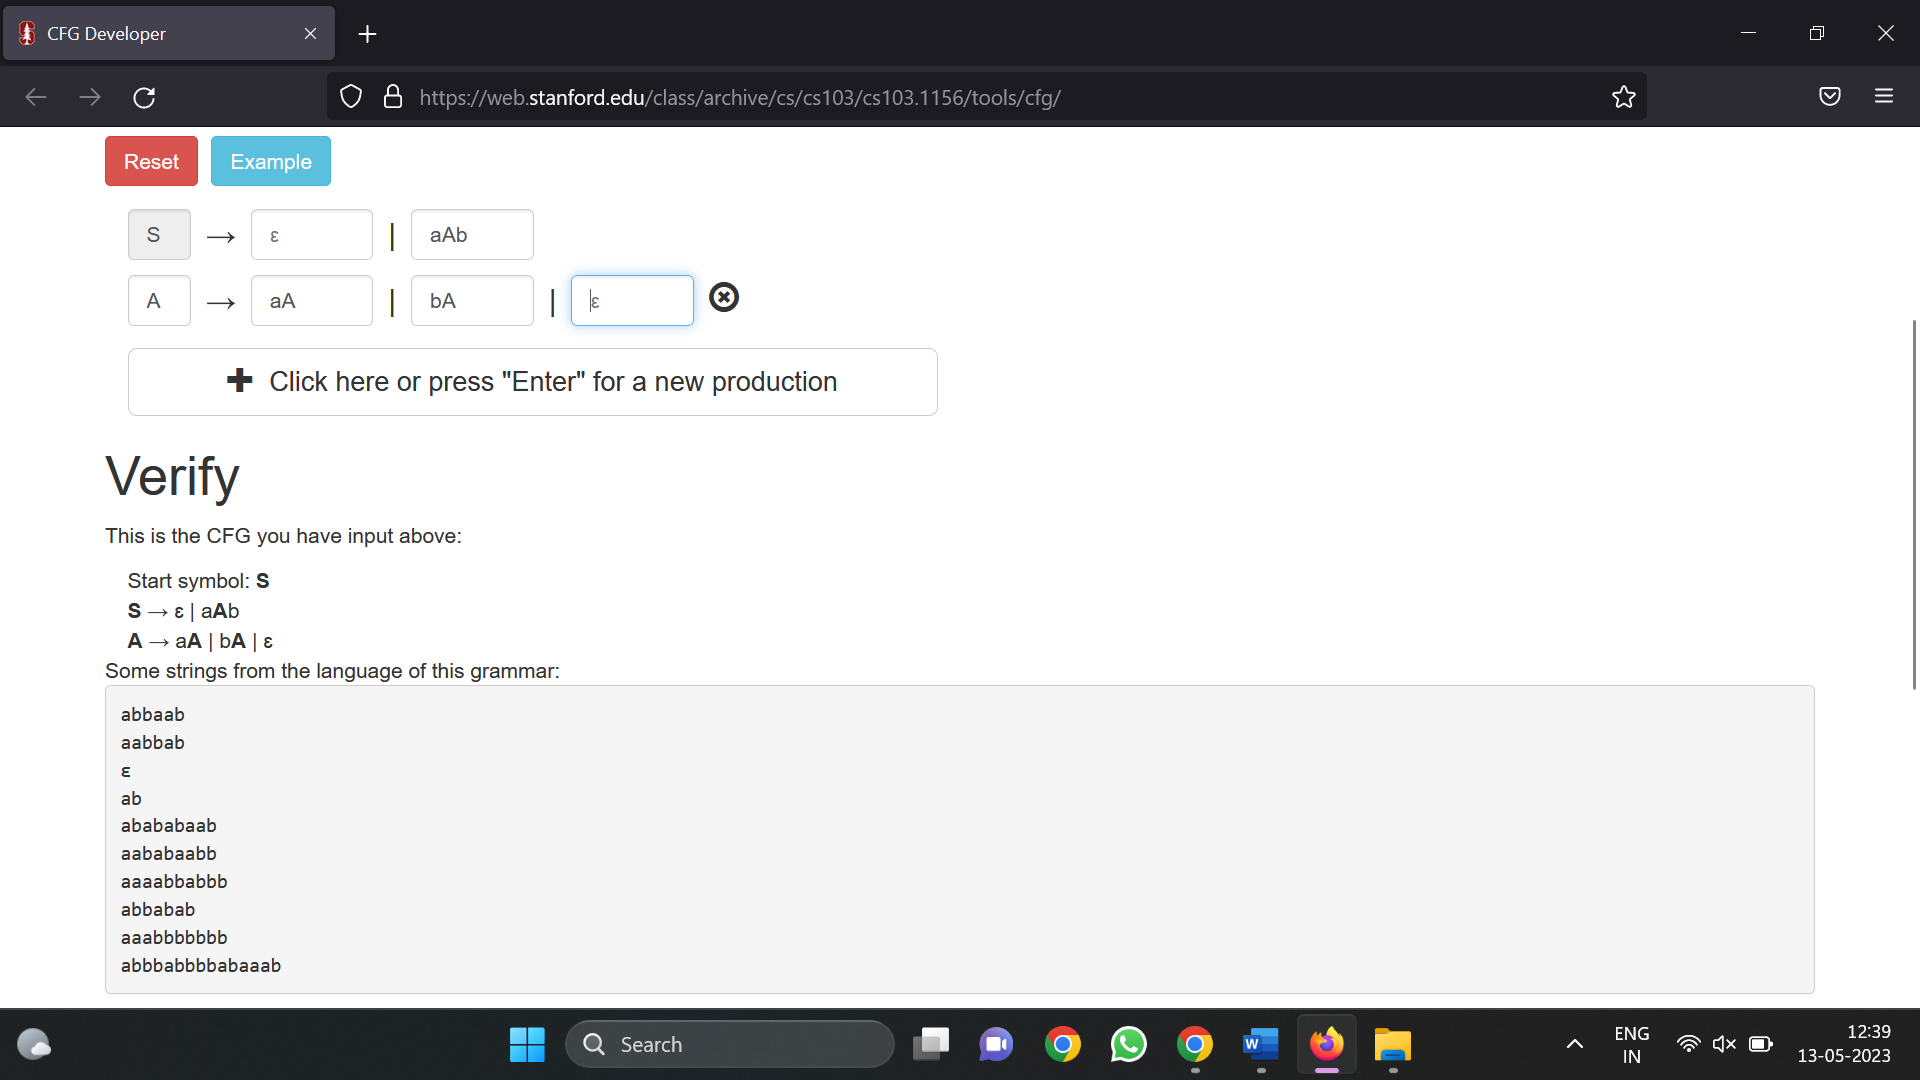 CFG Developer
https://web.stanford.edu/class/archive/cs/cs103/cs103.1156/tools/cfg/
Reset Example
S → ε | aAb
A → aA | bA | ε
Click here or press "Enter" for a new production
Verify
This is the CFG you have input above:
Start symbol: S
S → ε | aAb
A → aA | bA | ε
Some strings from the language of this grammar:
abbaab
aabbab
ε
ab
abababaab
aababaabb
aaaabbabbb
abbabab
aaabbbbbbb
abbbabbbbabaaab
Search
W
ENG
IN
12:39
13-05-2023